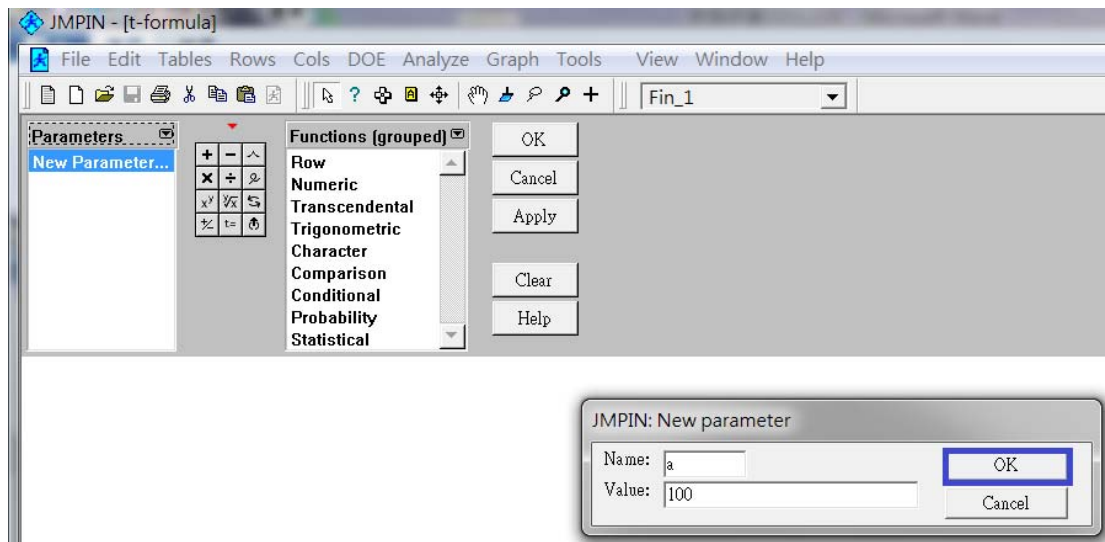 JMPIN - [t-formula]
File Edit Tables Rows Cols DOE Analyze Graph Tools View Window Help
Fin_1
Parameters
New Parameter...
+ -
× ÷
xʸ ʸ√x
+/- t=
Functions (grouped)
Row
Numeric
Transcendental
Trigonometric
Character
Comparison
Conditional
Probability
Statistical
OK
Cancel
Apply
Clear
Help
JMPIN: New parameter
Name: a
Value: 100
OK
Cancel